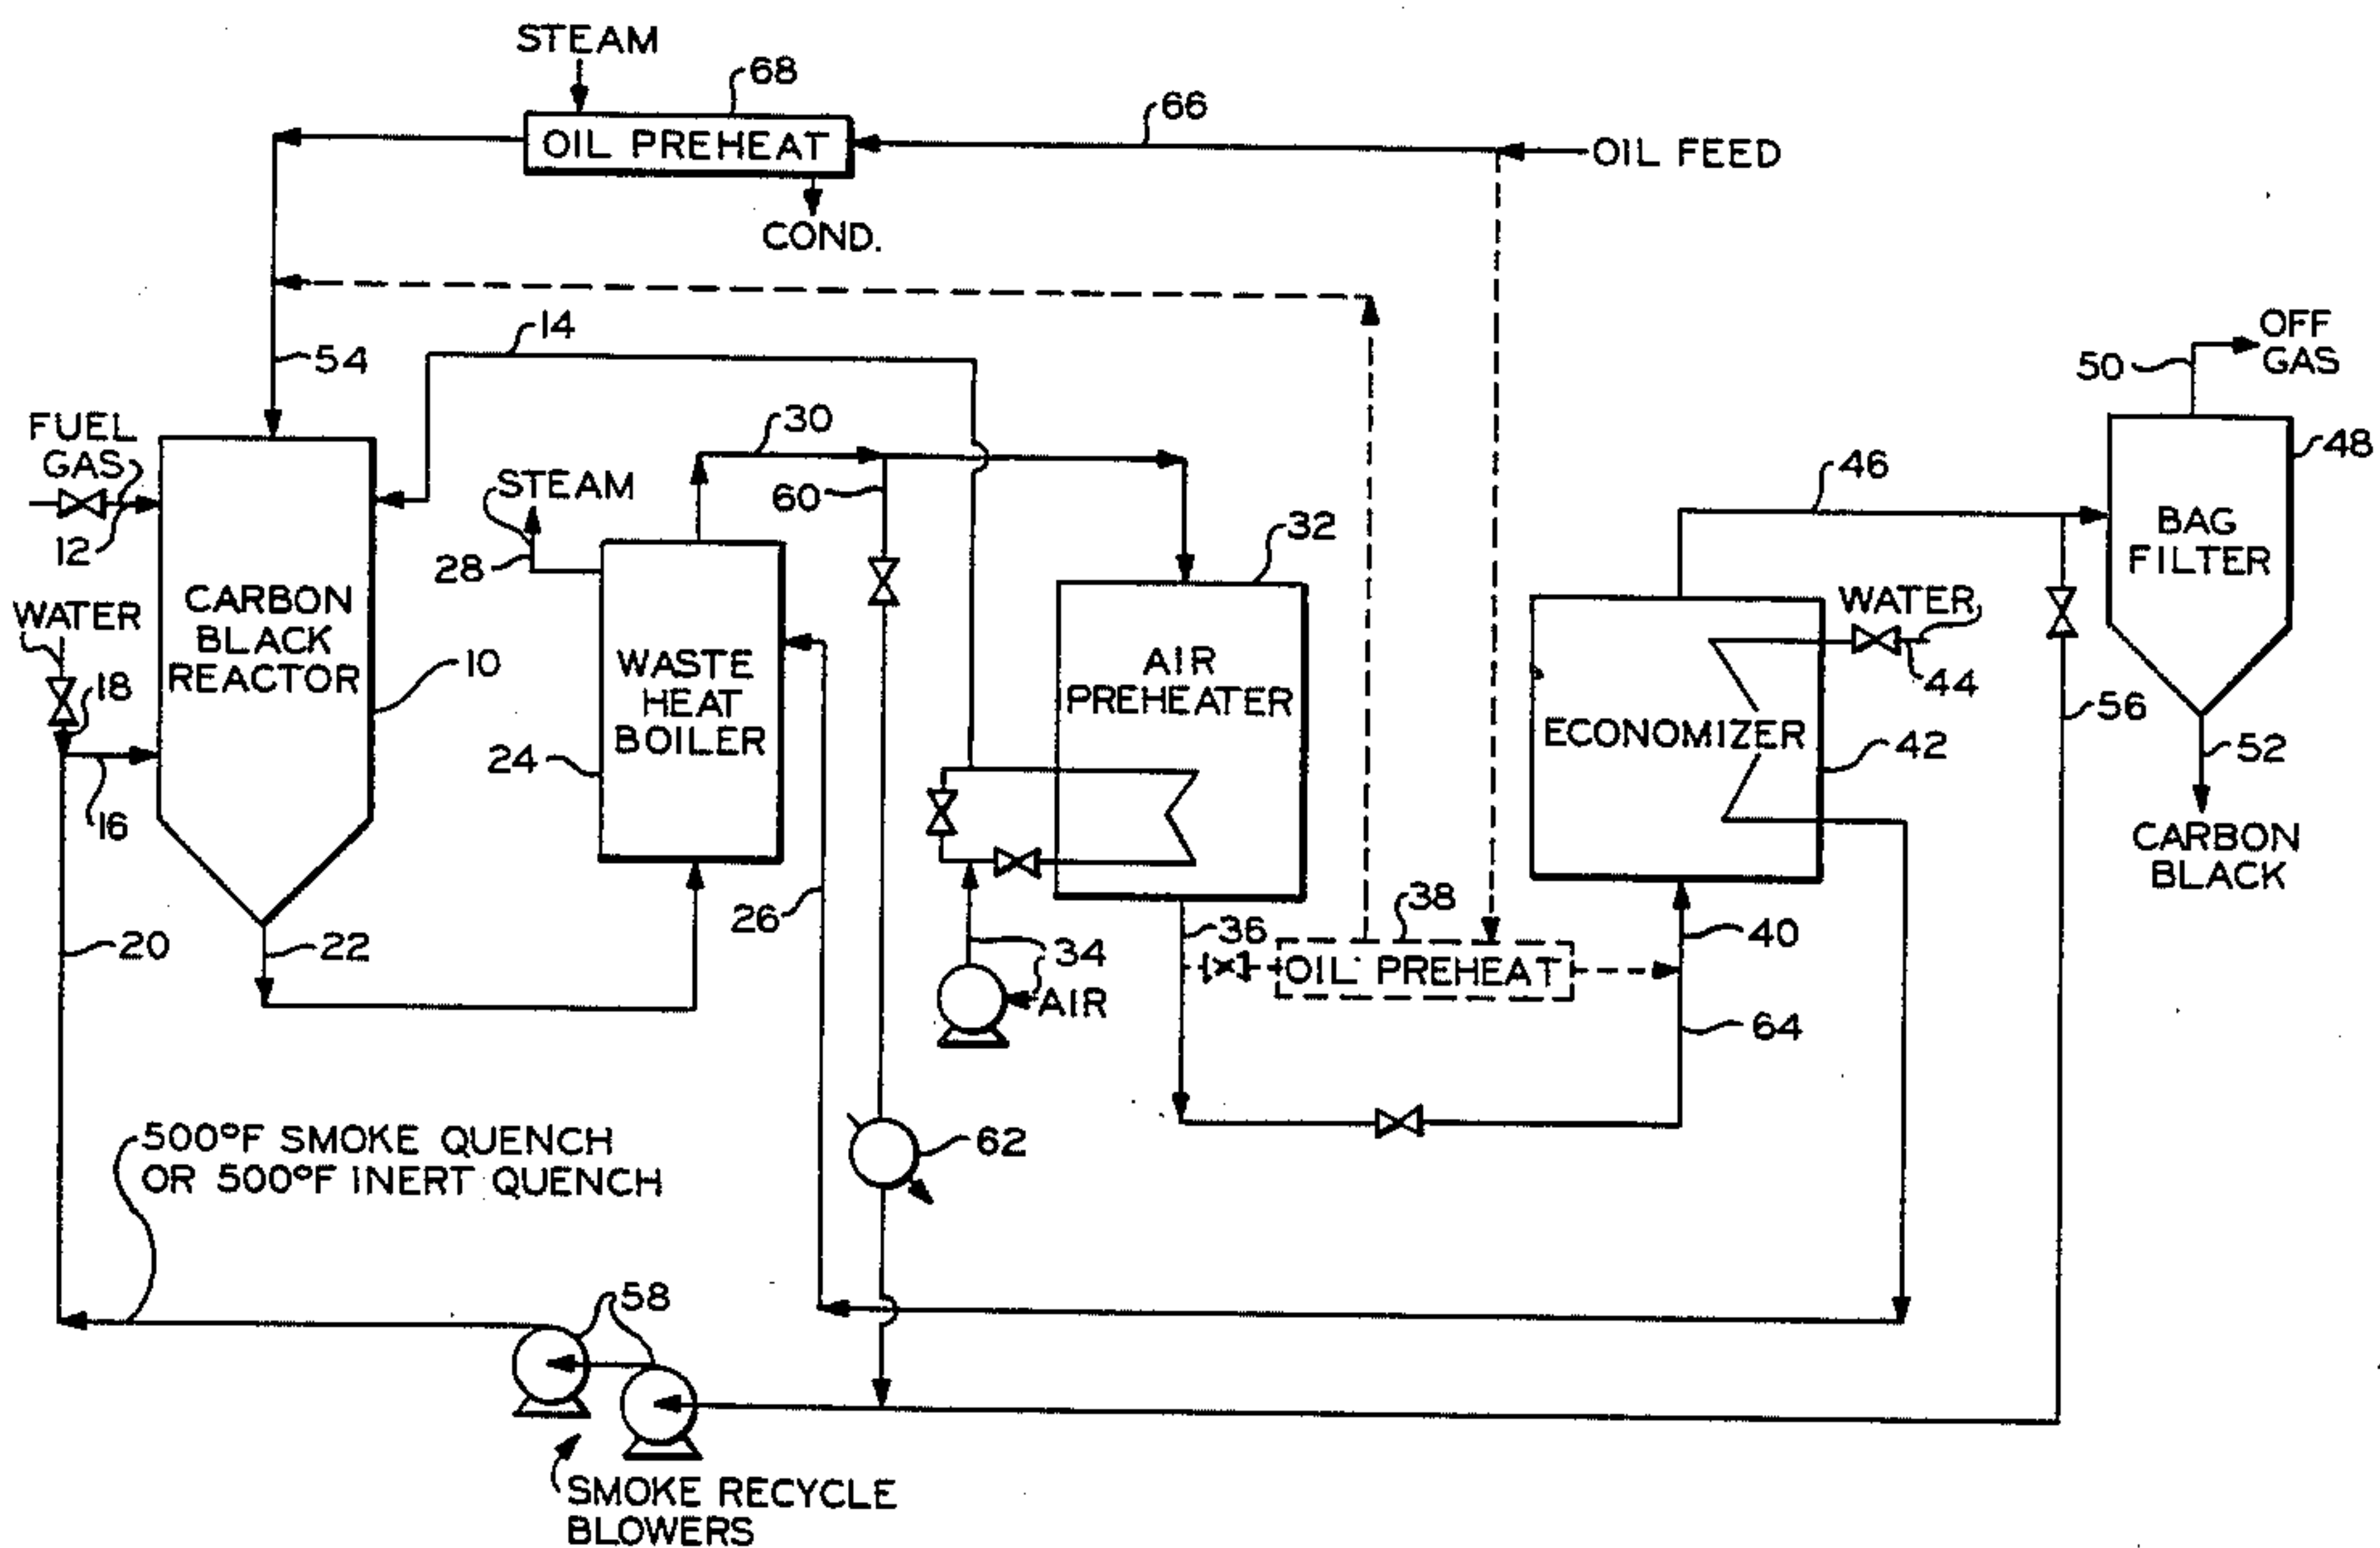 STEAM
68
66
OIL PREHEAT
OIL FEED
COND.
14
54
OFF
GAS
50
FUEL
GAS
12
30
48
STEAM
60
46
28
32
BAG
FILTER
WATER
18
CARBON
BLACK
REACTOR
10
WASTE
HEAT
BOILER
24
AIR
PREHEATER
WATER
44
56
ECONOMIZER
42
52
16
CARBON
BLACK
26
38
20
22
36
34
40
OIL PREHEAT
AIR
64
500°F SMOKE QUENCH
OR 500°F INERT QUENCH
62
58
SMOKE RECYCLE
BLOWERS